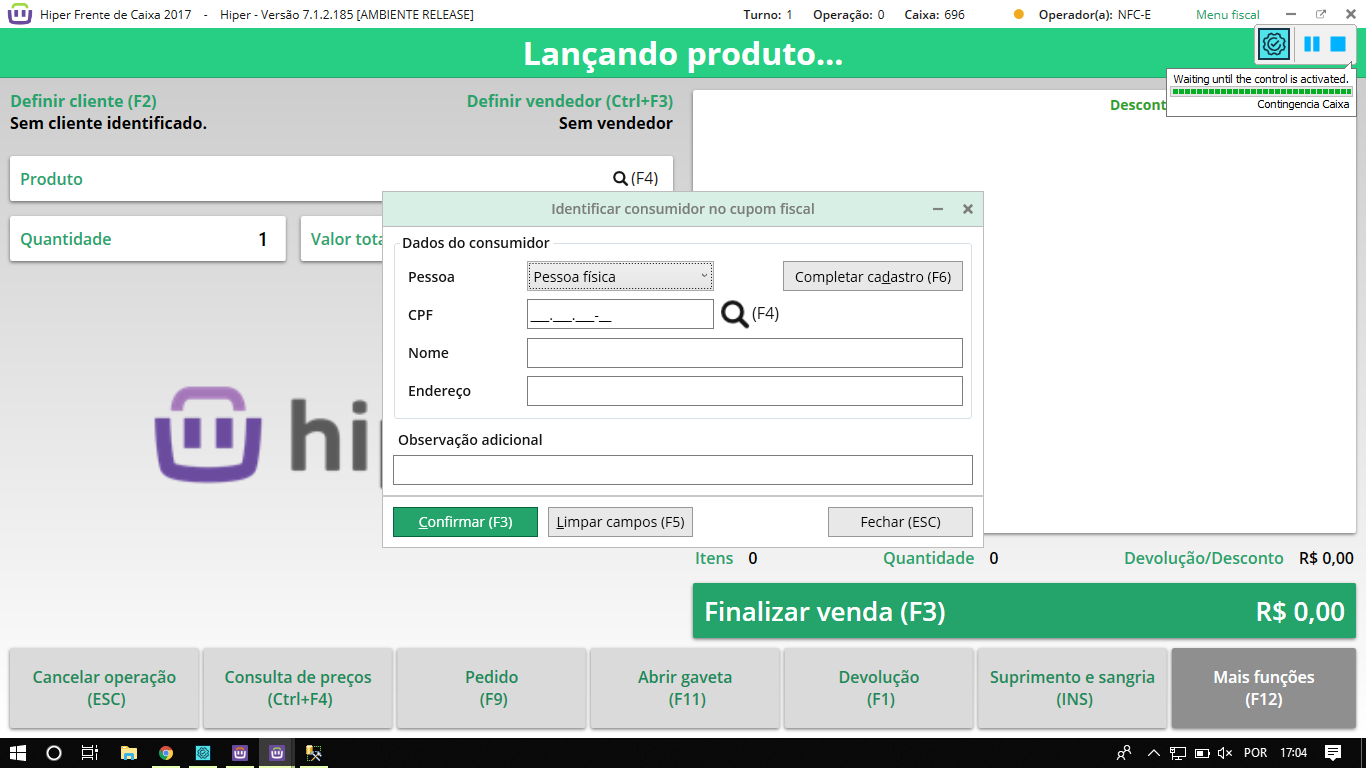 Hiper Frente de Caixa 2017 - Hiper - Versão 7.1.2.185 [AMBIENTE RELEASE] Turno: 1 Operação: 0 Caixa: 696 Operador(a): NFC-E Menu fiscal
Lançando produto...
Waiting until the control is activated.
Contingencia Caixa
Definir cliente (F2) Definir vendedor (Ctrl+F3)
Sem cliente identificado. Sem vendedor
Descont
Produto (F4)
Quantidade 1 Valor tota
Identificar consumidor no cupom fiscal
Dados do consumidor
Pessoa Pessoa física Completar cadastro (F6)
CPF ___.___.___-__ (F4)
Nome
Endereço
hip
Observação adicional
Confirmar (F3) Limpar campos (F5) Fechar (ESC)
Itens 0 Quantidade 0 Devolução/Desconto R$ 0,00
Finalizar venda (F3) R$ 0,00
Cancelar operação (ESC)
Consulta de preços (Ctrl+F4)
Pedido (F9)
Abrir gaveta (F11)
Devolução (F1)
Suprimento e sangria (INS)
Mais funções (F12)
POR 17:04